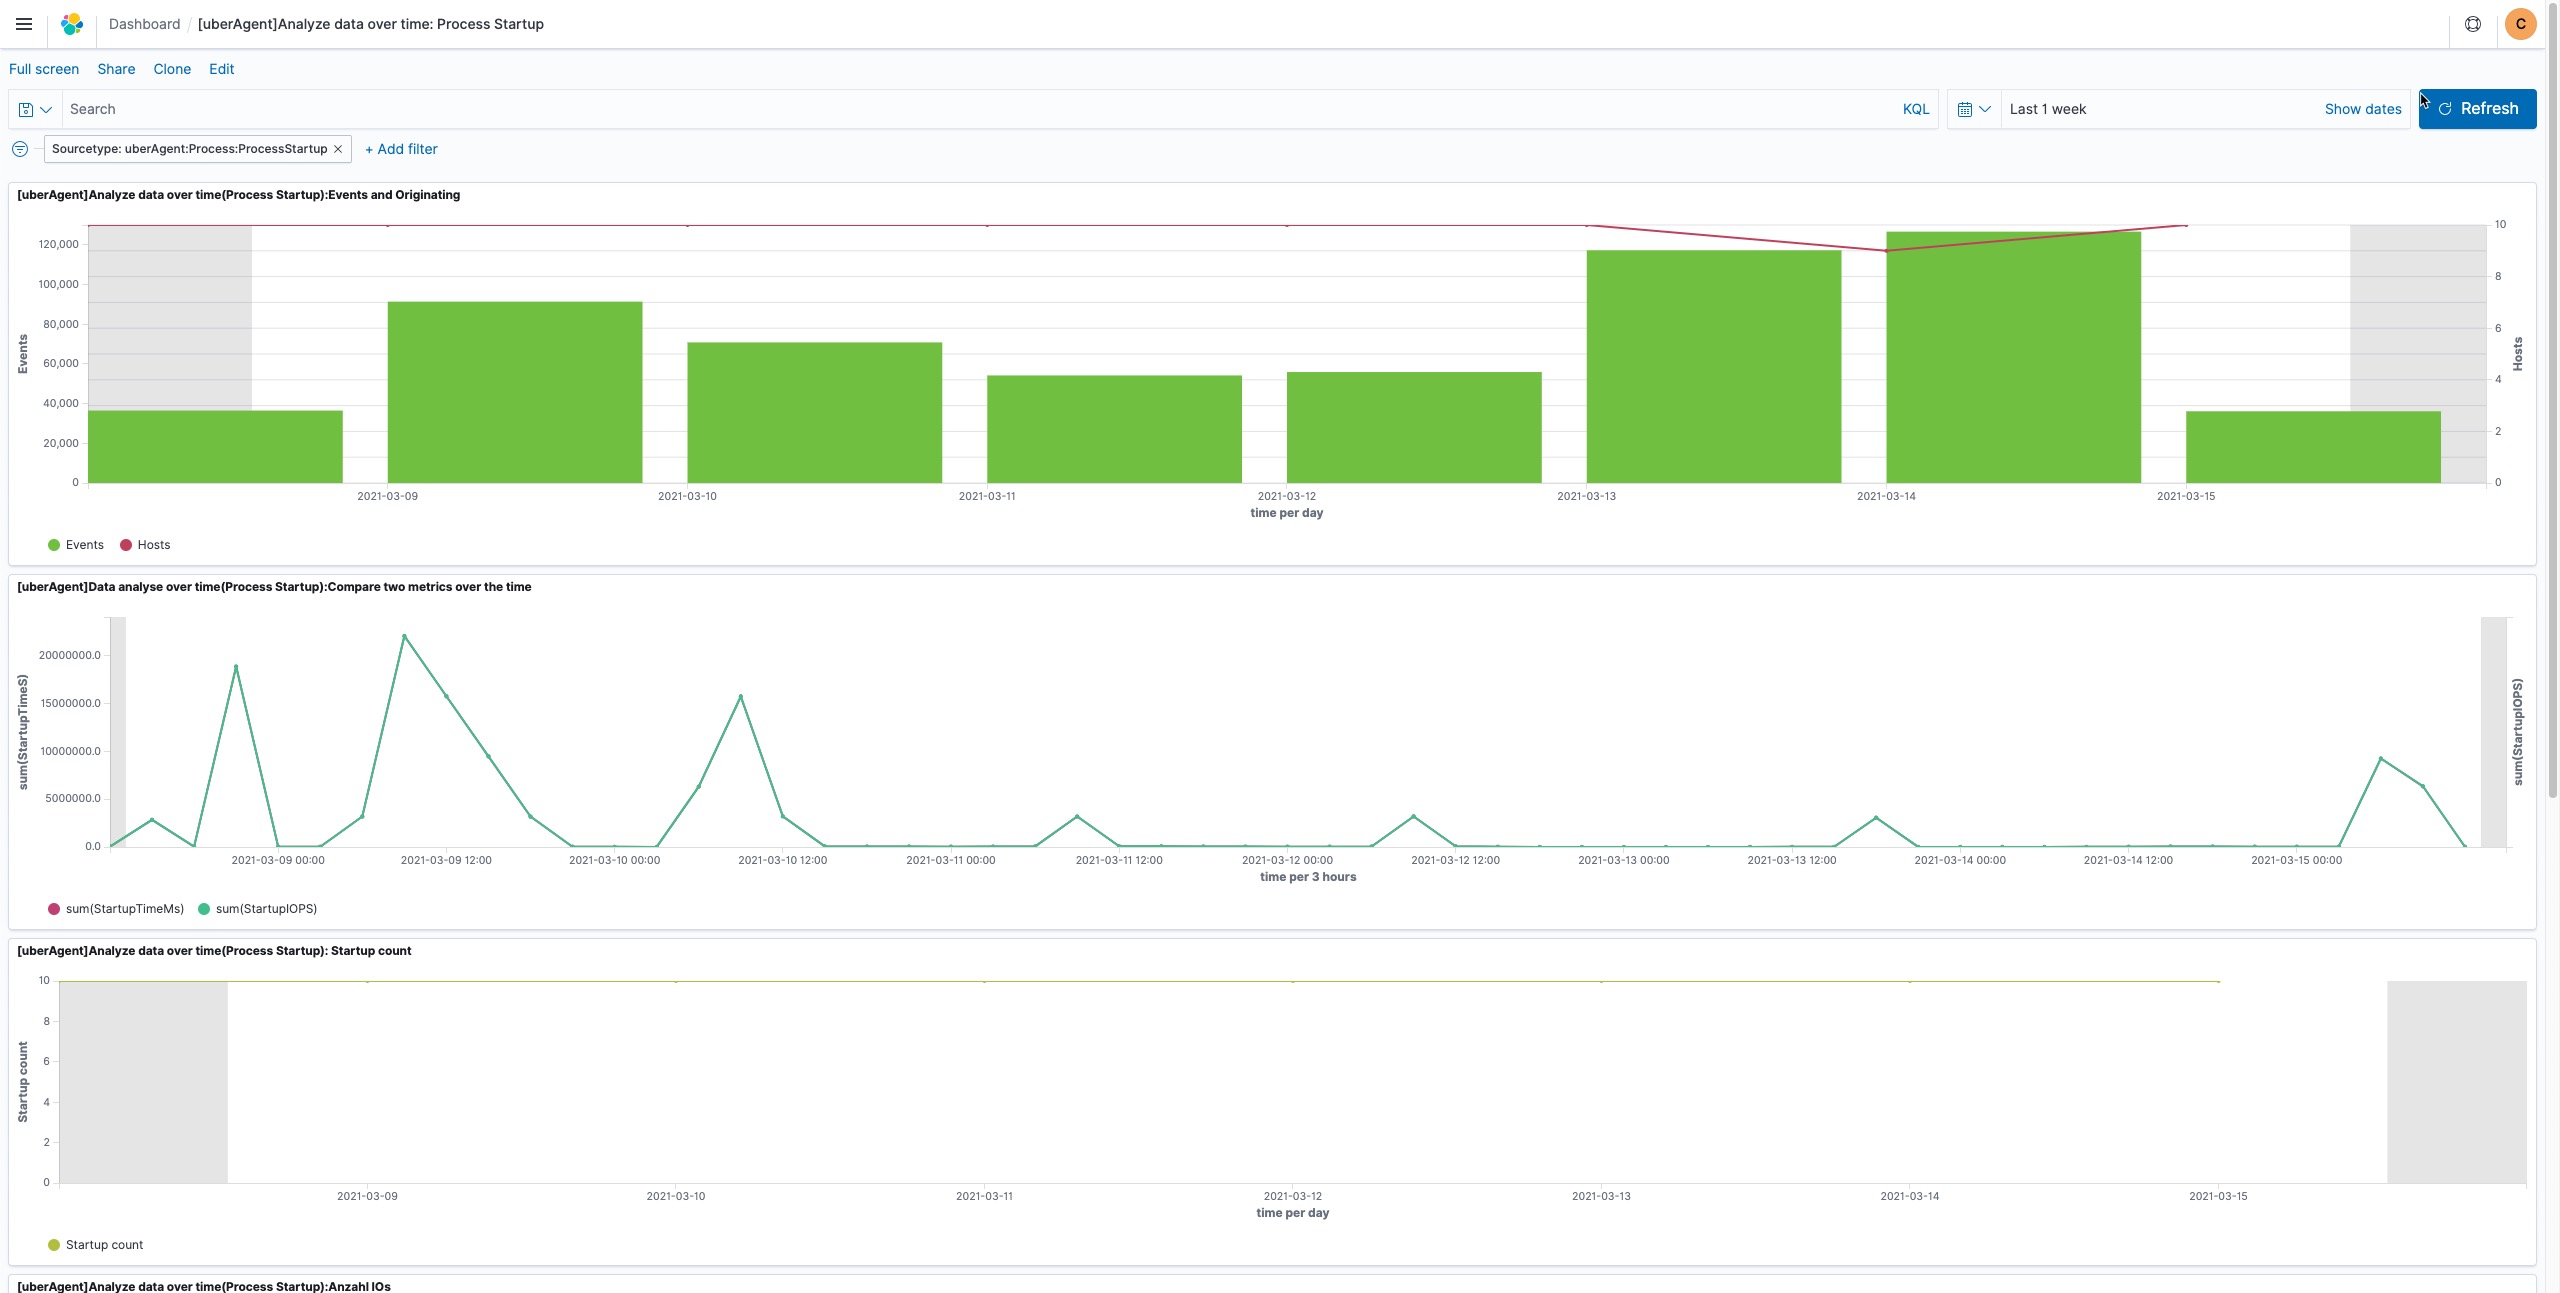 Dashboard / [uberAgent]Analyze data over time: Process Startup
C
Full screen Share Clone Edit
Search KQL Last 1 week Show dates Refresh
Sourcetype: uberAgent:Process:ProcessStartup × + Add filter
[uberAgent]Analyze data over time(Process Startup):Events and Originating
120,000
100,000
80,000
60,000
40,000
20,000
0
Events
10
8
6
4
2
0
Hosts
2021-03-09 2021-03-10 2021-03-11 2021-03-12 2021-03-13 2021-03-14 2021-03-15
time per day
Events Hosts
[uberAgent]Data analyse over time(Process Startup):Compare two metrics over the time
20000000.0
15000000.0
10000000.0
5000000.0
0.0
sum(StartupTimeS)
sum(StartupIOPS)
2021-03-09 00:00 2021-03-09 12:00 2021-03-10 00:00 2021-03-10 12:00 2021-03-11 00:00 2021-03-11 12:00 2021-03-12 00:00 2021-03-12 12:00 2021-03-13 00:00 2021-03-13 12:00 2021-03-14 00:00 2021-03-14 12:00 2021-03-15 00:00
time per 3 hours
sum(StartupTimeMs) sum(StartupIOPS)
[uberAgent]Analyze data over time(Process Startup): Startup count
10
8
6
4
2
0
Startup count
2021-03-09 2021-03-10 2021-03-11 2021-03-12 2021-03-13 2021-03-14 2021-03-15
time per day
Startup count
[uberAgent]Analyze data over time(Process Startup):Anzahl IOs